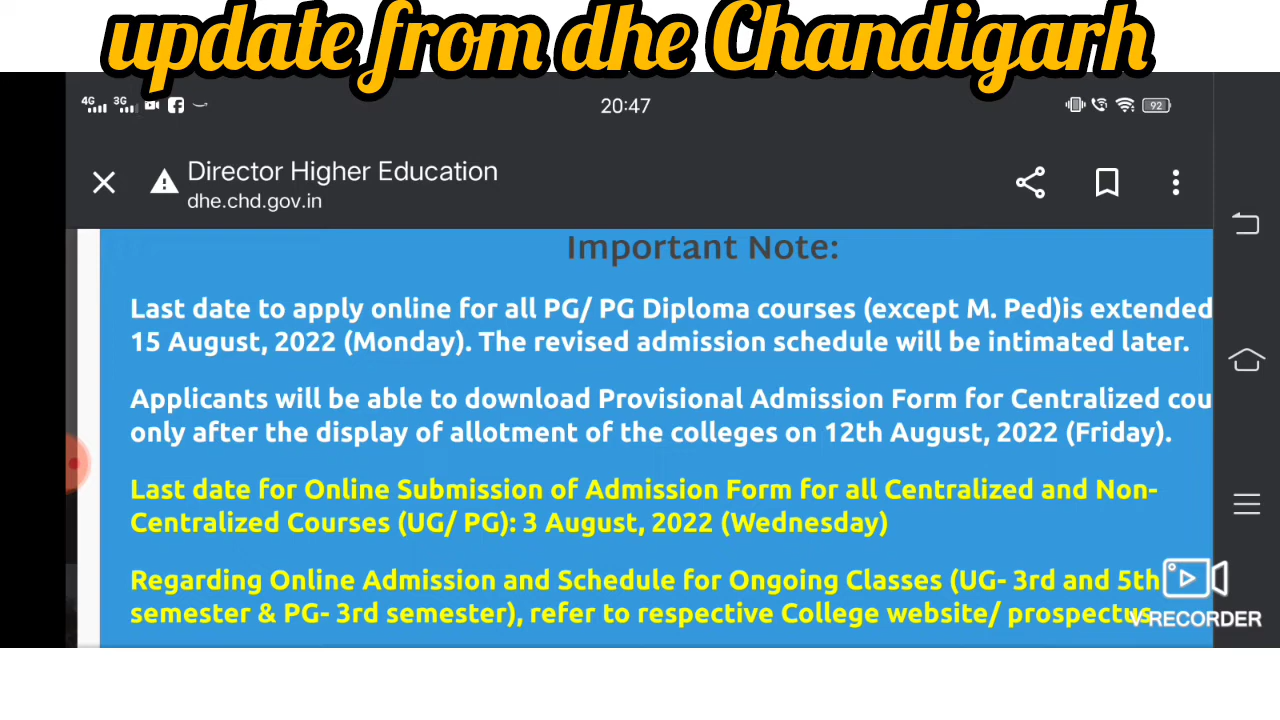 update from dhe Chandigarh
4G 3G 20:47 92
Director Higher Education
dhe.chd.gov.in
Important Note:
Last date to apply online for all PG/ PG Diploma courses (except M. Ped)is extended
15 August, 2022 (Monday). The revised admission schedule will be intimated later.
Applicants will be able to download Provisional Admission Form for Centralized cou
only after the display of allotment of the colleges on 12th August, 2022 (Friday).
Last date for Online Submission of Admission Form for all Centralized and Non-
Centralized Courses (UG/ PG): 3 August, 2022 (Wednesday)
Regarding Online Admission and Schedule for Ongoing Classes (UG- 3rd and 5th
semester & PG- 3rd semester), refer to respective College website/ prospectus
V RECORDER